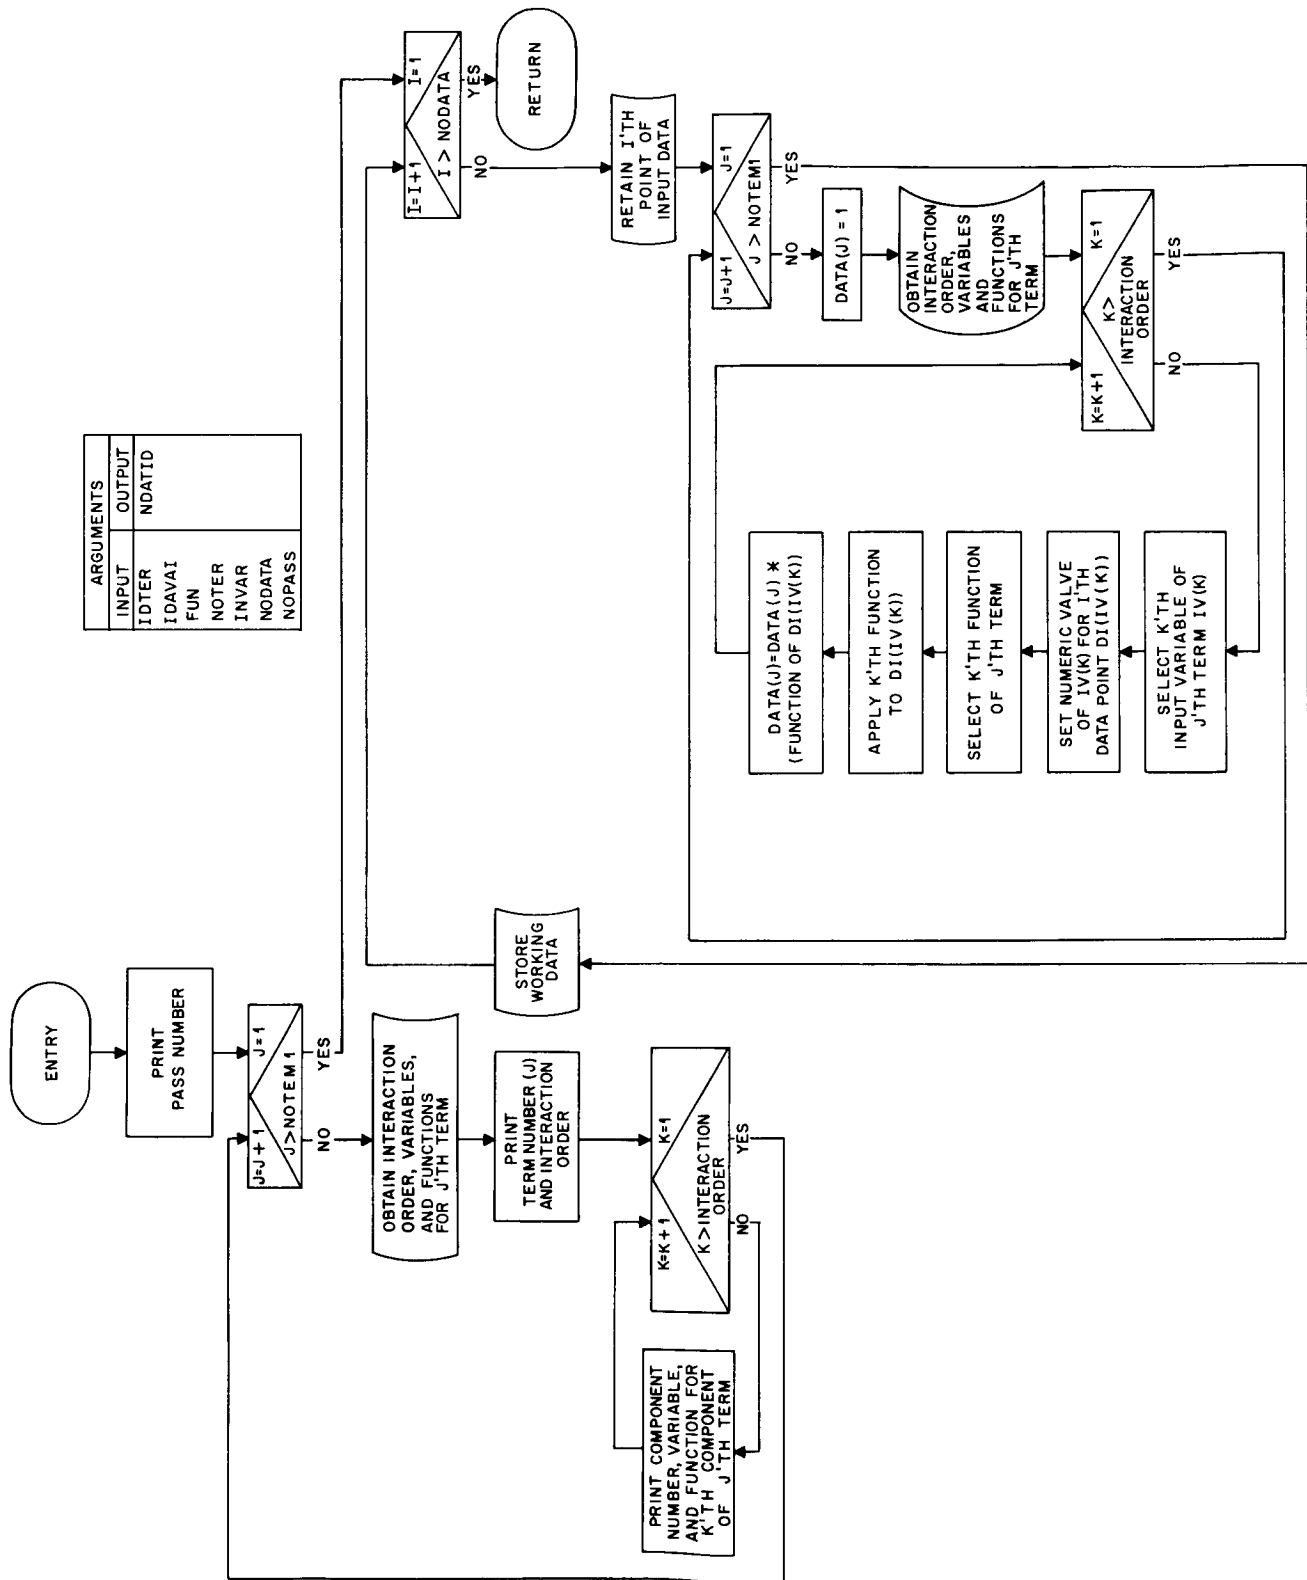 ENTRY
PRINT
PASS NUMBER
J=J+1
J=1
J>NOTEM1
NO
YES
OBTAIN INTERACTION
ORDER, VARIABLES,
AND FUNCTIONS
FOR J'TH TERM
PRINT
TERM NUMBER (J)
AND INTERACTION
ORDER
K=K+1
K=1
K>INTERACTION
ORDER
NO
YES
PRINT COMPONENT
NUMBER, VARIABLE,
AND FUNCTION FOR
K'TH COMPONENT
OF J'TH TERM
STORE
WORKING
DATA
ARGUMENTS
INPUT OUTPUT
IDTER NDATID
IDAVAI
FUN
NOTER
INVAR
NODATA
NOPASS
I=I+1
I=1
I > NODATA
NO
YES
RETURN
RETAIN I'TH
POINT OF
INPUT DATA
J=J+1
J=1
J > NOTEM1
NO
YES
DATA(J) = 1
OBTAIN
INTERACTION
ORDER,
VARIABLES
AND
FUNCTIONS
FOR J'TH
TERM
K=K+1
K=1
K>
INTERACTION
ORDER
NO
YES
SELECT K'TH
INPUT VARIABLE OF
J'TH TERM IV(K)
SET NUMERIC VALVE
OF IV(K) FOR I'TH
DATA POINT DI(IV(K))
SELECT K'TH FUNCTION
OF J'TH TERM
APPLY K'TH FUNCTION
TO DI(IV(K))
DATA(J)=DATA(J) *
(FUNCTION OF DI(IV(K))